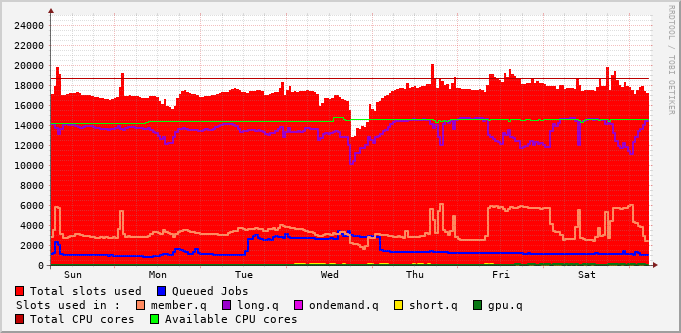 24000
22000
20000
18000
16000
14000
12000
10000
8000
6000
4000
2000
0
Sun Mon Tue Wed Thu Fri Sat
RRDTOOL / TOBI OETIKER
Total slots used Queued Jobs
Slots used in : member.q long.q ondemand.q short.q gpu.q
Total CPU cores Available CPU cores